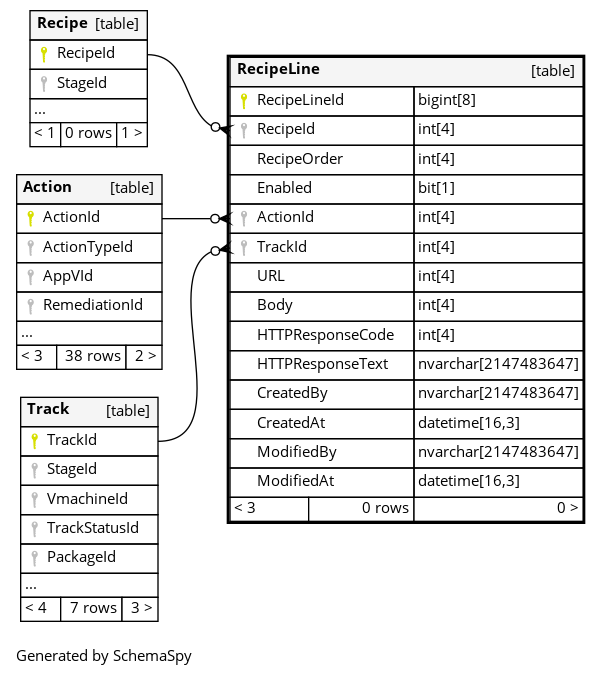 Recipe [table]
RecipeId
StageId
...
< 1 0 rows 1 >
Action [table]
ActionId
ActionTypeId
AppVId
RemediationId
...
< 3 38 rows 2 >
Track [table]
TrackId
StageId
VmachineId
TrackStatusId
PackageId
...
< 4 7 rows 3 >
RecipeLine [table]
RecipeLineId bigint[8]
RecipeId int[4]
RecipeOrder int[4]
Enabled bit[1]
ActionId int[4]
TrackId int[4]
URL int[4]
Body int[4]
HTTPResponseCode int[4]
HTTPResponseText nvarchar[2147483647]
CreatedBy nvarchar[2147483647]
CreatedAt datetime[16,3]
ModifiedBy nvarchar[2147483647]
ModifiedAt datetime[16,3]
< 3 0 rows 0 >
Generated by SchemaSpy